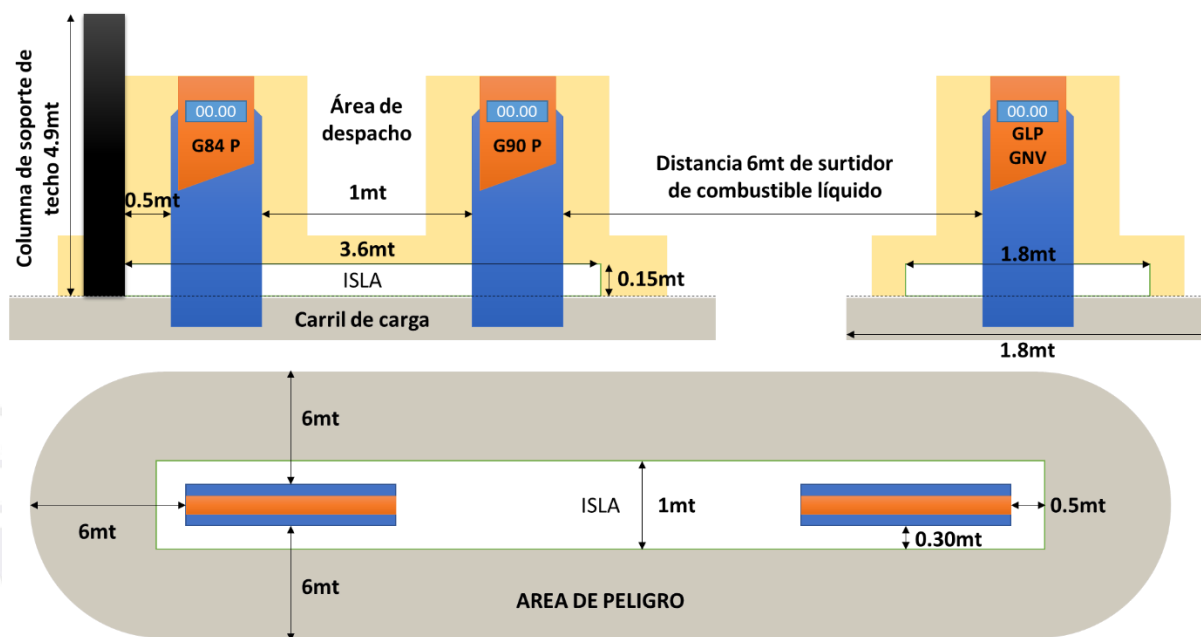 Columna de soporte de
techo 4.9mt
00.00
G84 P
Área de
despacho
00.00
G90 P
00.00
GLP
GNV
0.5mt
1mt
Distancia 6mt de surtidor
de combustible líquido
3.6mt
ISLA
0.15mt
1.8mt
Carril de carga
1.8mt
6mt
ISLA
1mt
6mt
0.5mt
0.30mt
6mt
AREA DE PELIGRO